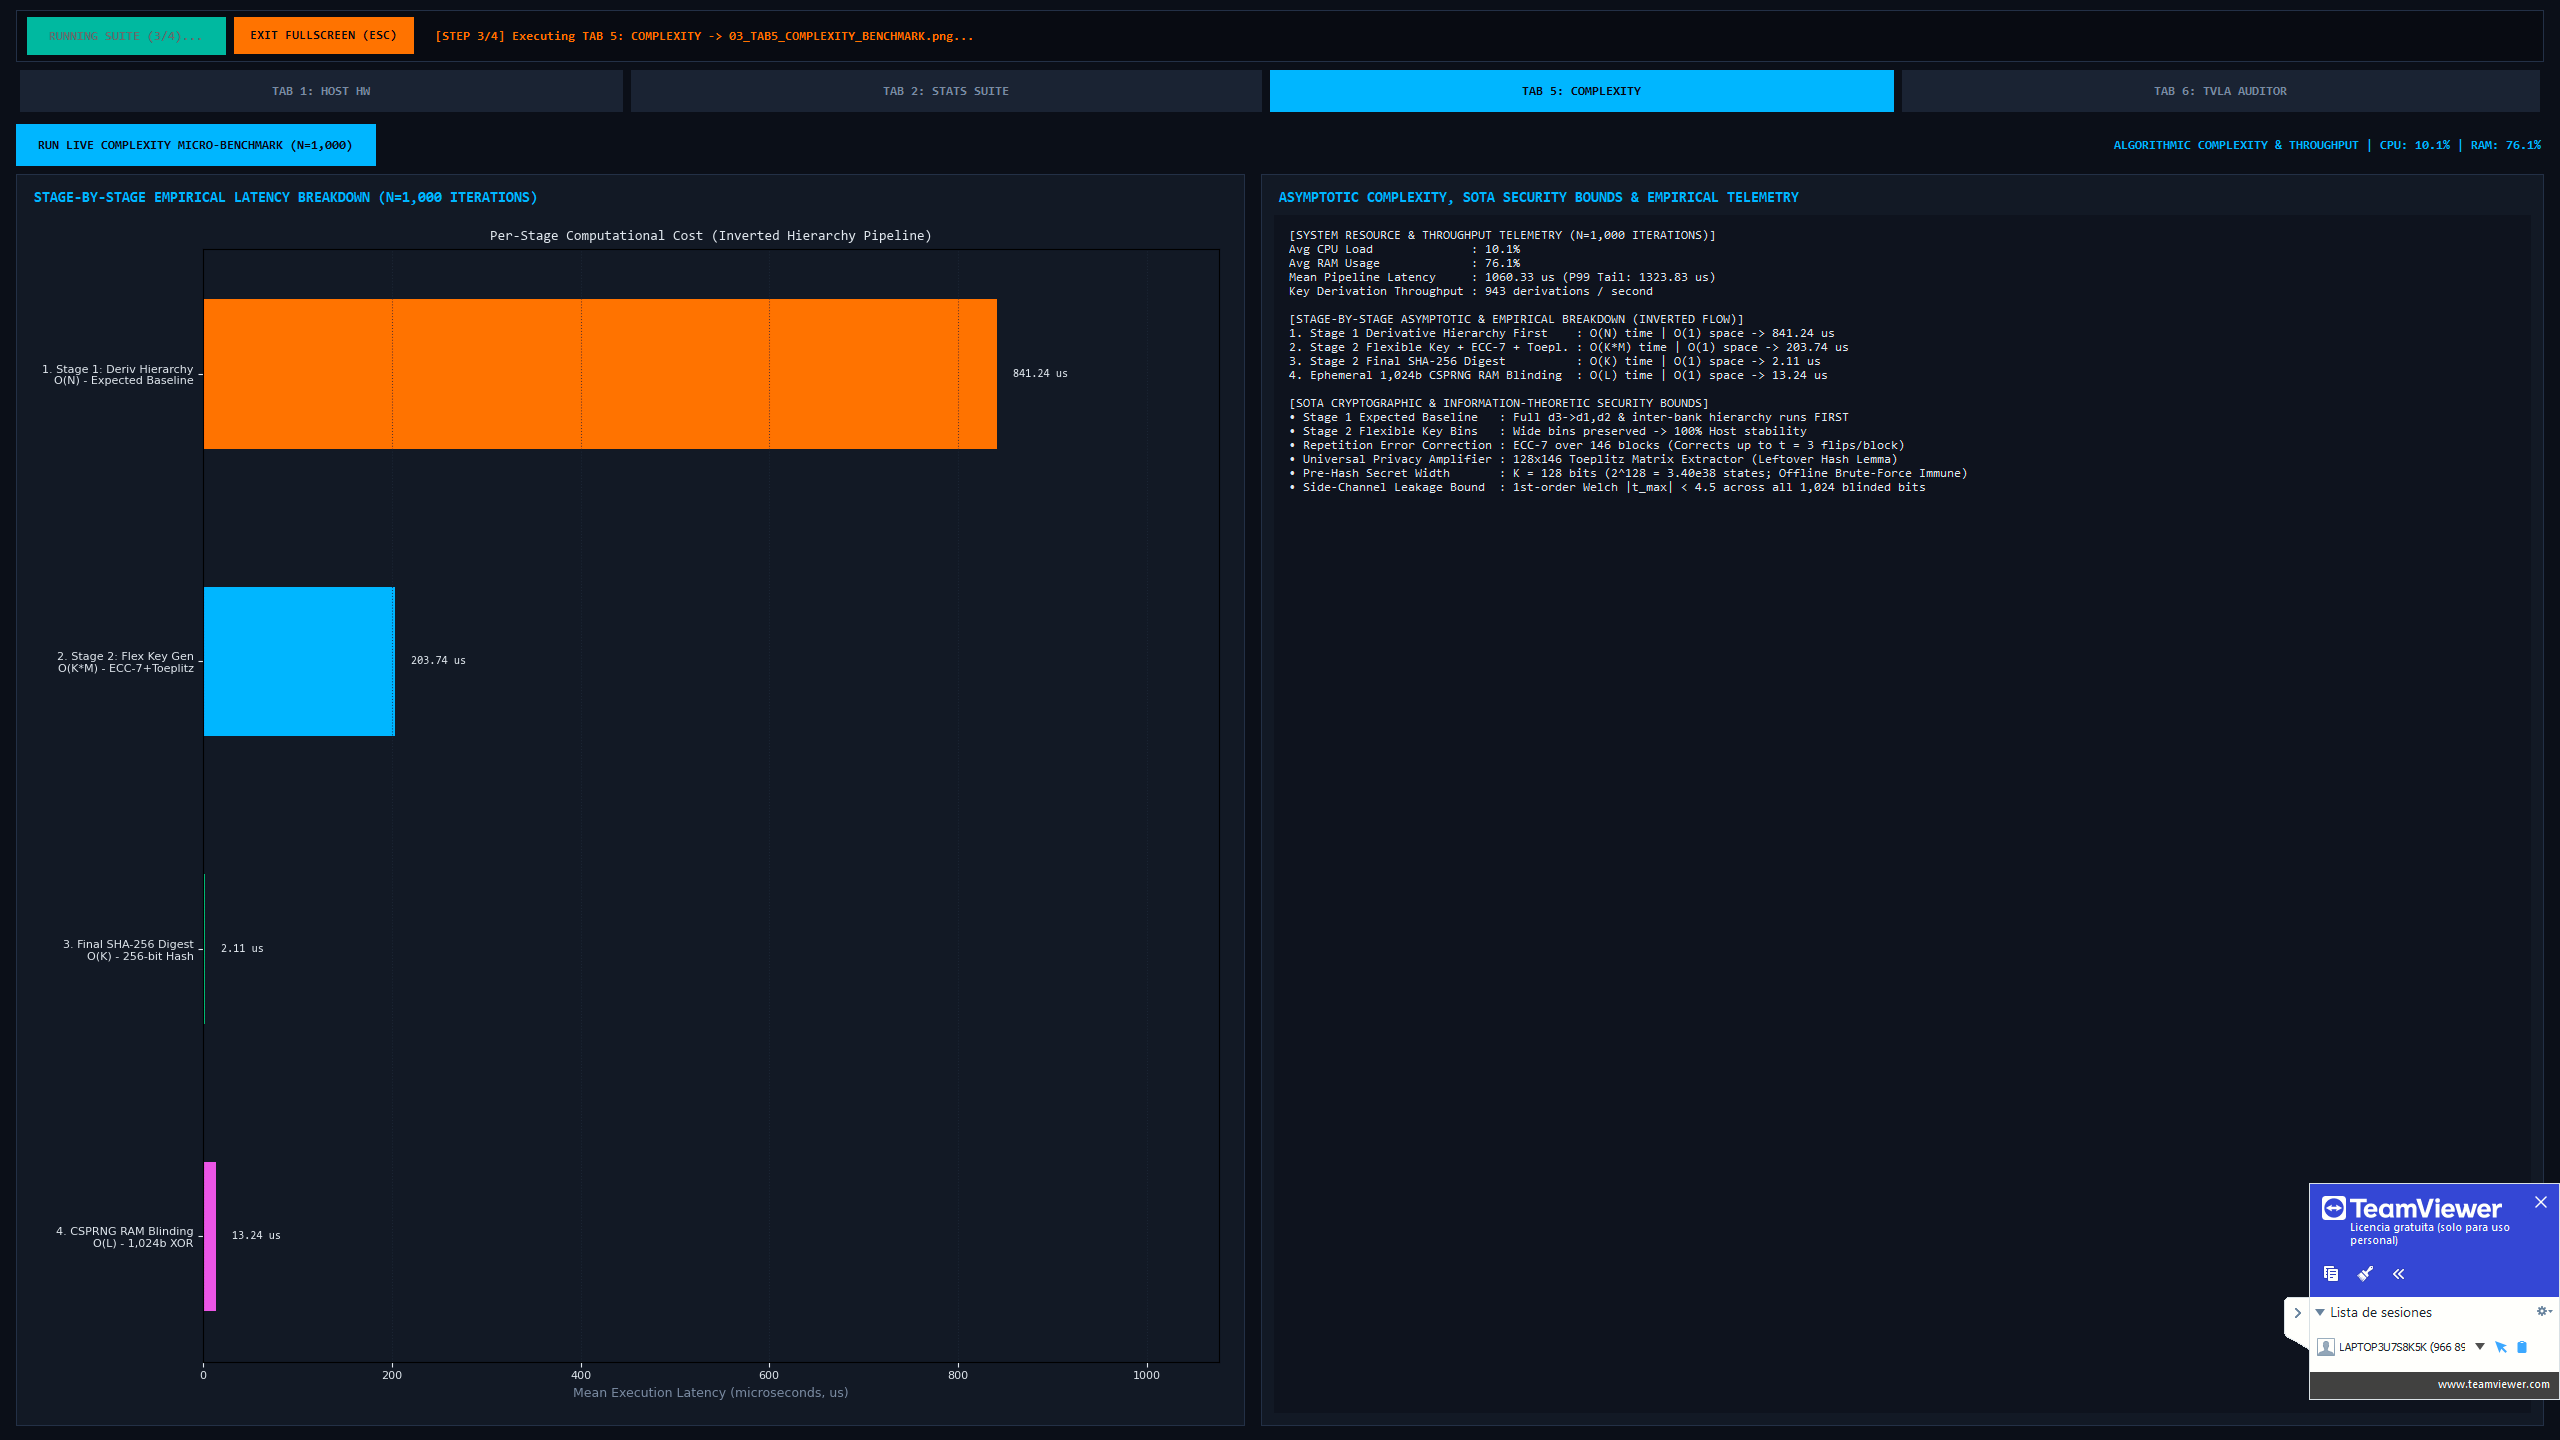 RUNNING SUITE (3/4)...
EXIT FULLSCREEN (ESC)
[STEP 3/4] Executing TAB 5: COMPLEXITY -> 03_TAB5_COMPLEXITY_BENCHMARK.png...
TAB 1: HOST HW
TAB 2: STATS SUITE
TAB 5: COMPLEXITY
TAB 6: TVLA AUDITOR
RUN LIVE COMPLEXITY MICRO-BENCHMARK (N=1,000)
ALGORITHMIC COMPLEXITY & THROUGHPUT | CPU: 10.1% | RAM: 76.1%
STAGE-BY-STAGE EMPIRICAL LATENCY BREAKDOWN (N=1,000 ITERATIONS)
Per-Stage Computational Cost (Inverted Hierarchy Pipeline)
1. Stage 1: Deriv Hierarchy
O(N) - Expected Baseline
841.24 us
2. Stage 2: Flex Key Gen
O(K*M) - ECC-7+Toeplitz
203.74 us
3. Final SHA-256 Digest
O(K) - 256-bit Hash
2.11 us
4. CSPRNG RAM Blinding
O(L) - 1,024b XOR
13.24 us
0
200
400
600
800
1000
Mean Execution Latency (microseconds, us)
ASYMPTOTIC COMPLEXITY, SOTA SECURITY BOUNDS & EMPIRICAL TELEMETRY
[SYSTEM RESOURCE & THROUGHPUT TELEMETRY (N=1,000 ITERATIONS)]
Avg CPU Load : 10.1%
Avg RAM Usage : 76.1%
Mean Pipeline Latency : 1060.33 us (P99 Tail: 1323.83 us)
Key Derivation Throughput : 943 derivations / second
[STAGE-BY-STAGE ASYMPTOTIC & EMPIRICAL BREAKDOWN (INVERTED FLOW)]
1. Stage 1 Derivative Hierarchy First : O(N) time | O(1) space -> 841.24 us
2. Stage 2 Flexible Key + ECC-7 + Toepl. : O(K*M) time | O(1) space -> 203.74 us
3. Stage 2 Final SHA-256 Digest : O(K) time | O(1) space -> 2.11 us
4. Ephemeral 1,024b CSPRNG RAM Blinding : O(L) time | O(1) space -> 13.24 us
[SOTA CRYPTOGRAPHIC & INFORMATION-THEORETIC SECURITY BOUNDS]
• Stage 1 Expected Baseline : Full d3->d1,d2 & inter-bank hierarchy runs FIRST
• Stage 2 Flexible Key Bins : Wide bins preserved -> 100% Host stability
• Repetition Error Correction : ECC-7 over 146 blocks (Corrects up to t = 3 flips/block)
• Universal Privacy Amplifier : 128x146 Toeplitz Matrix Extractor (Leftover Hash Lemma)
• Pre-Hash Secret Width : K = 128 bits (2^128 = 3.40e38 states; Offline Brute-Force Immune)
• Side-Channel Leakage Bound : 1st-order Welch |t_max| < 4.5 across all 1,024 blinded bits
TeamViewer
Licencia gratuita (solo para uso
personal)
Lista de sesiones
LAPTOP3U7S8K5K (966 89
www.teamviewer.com